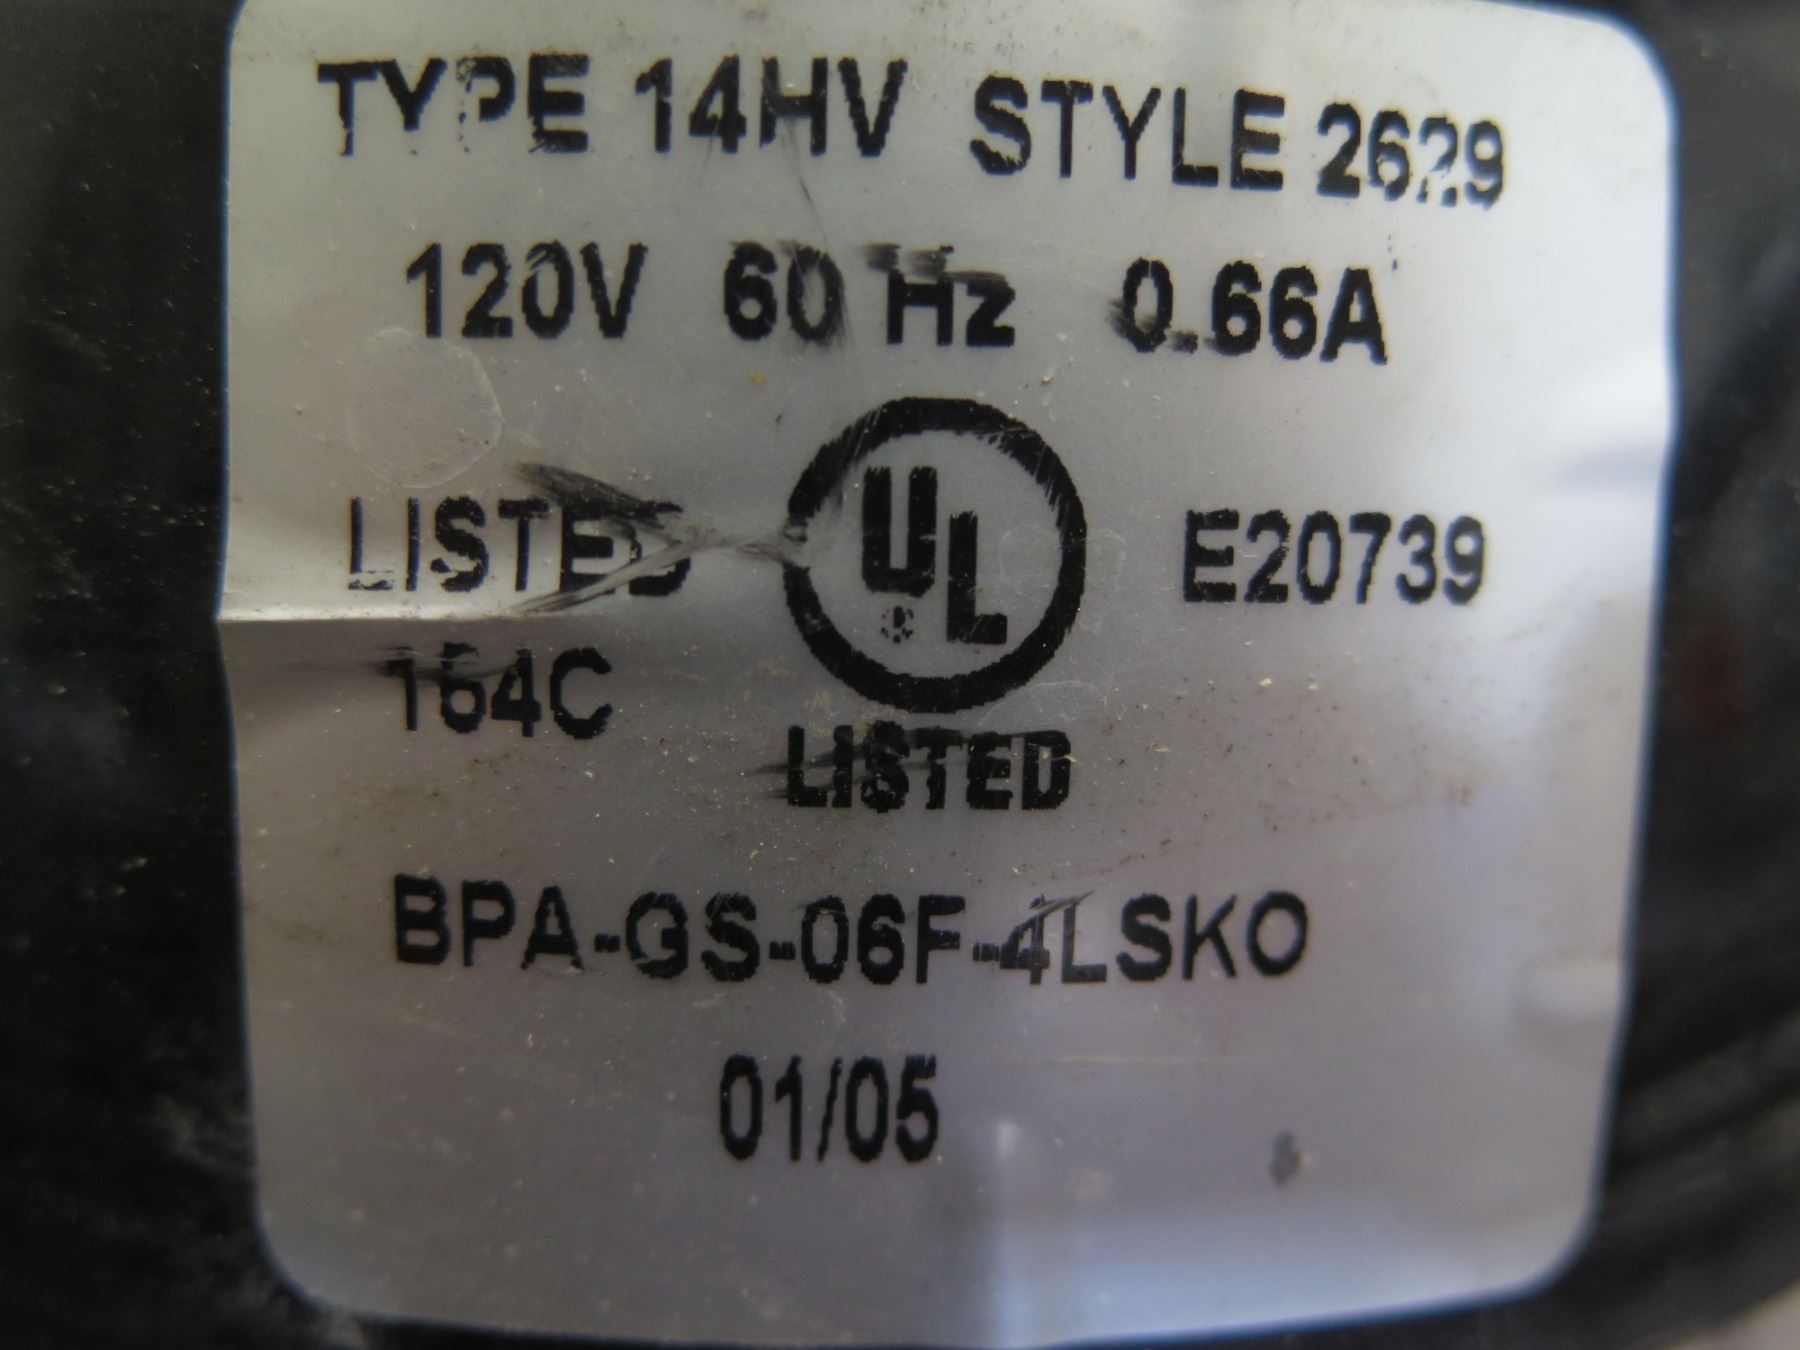 TYPE 14HV STYLE 2629
120V 60 Hz 0.66A
LISTED UL E20739
164C
LISTED
BPA-GS-06F-4LSKO
01/05